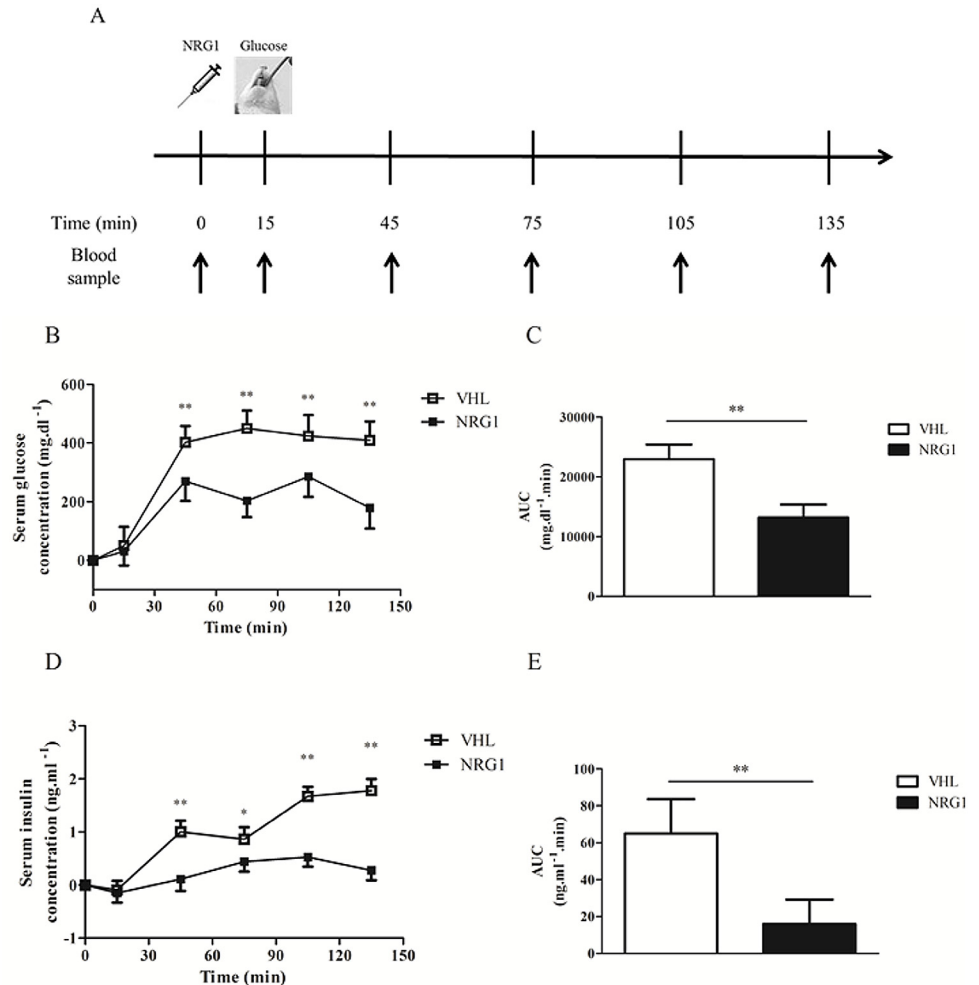 A
NRG1 Glucose
Time (min) 0 15 45 75 105 135
Blood
sample
B
Serum glucose
concentration (mg.dl⁻¹)
600
400
200
0
** ** ** **
VHL
NRG1
0 30 60 90 120 150
Time (min)
C
AUC
(mg.dl⁻¹.min)
30000
20000
10000
0
**
VHL
NRG1
D
Serum insulin
concentration (ng.ml⁻¹)
3
2
1
0
-1
** * ** **
VHL
NRG1
0 30 60 90 120 150
Time (min)
E
AUC
(ng.ml⁻¹.min)
100
80
60
40
20
0
**
VHL
NRG1